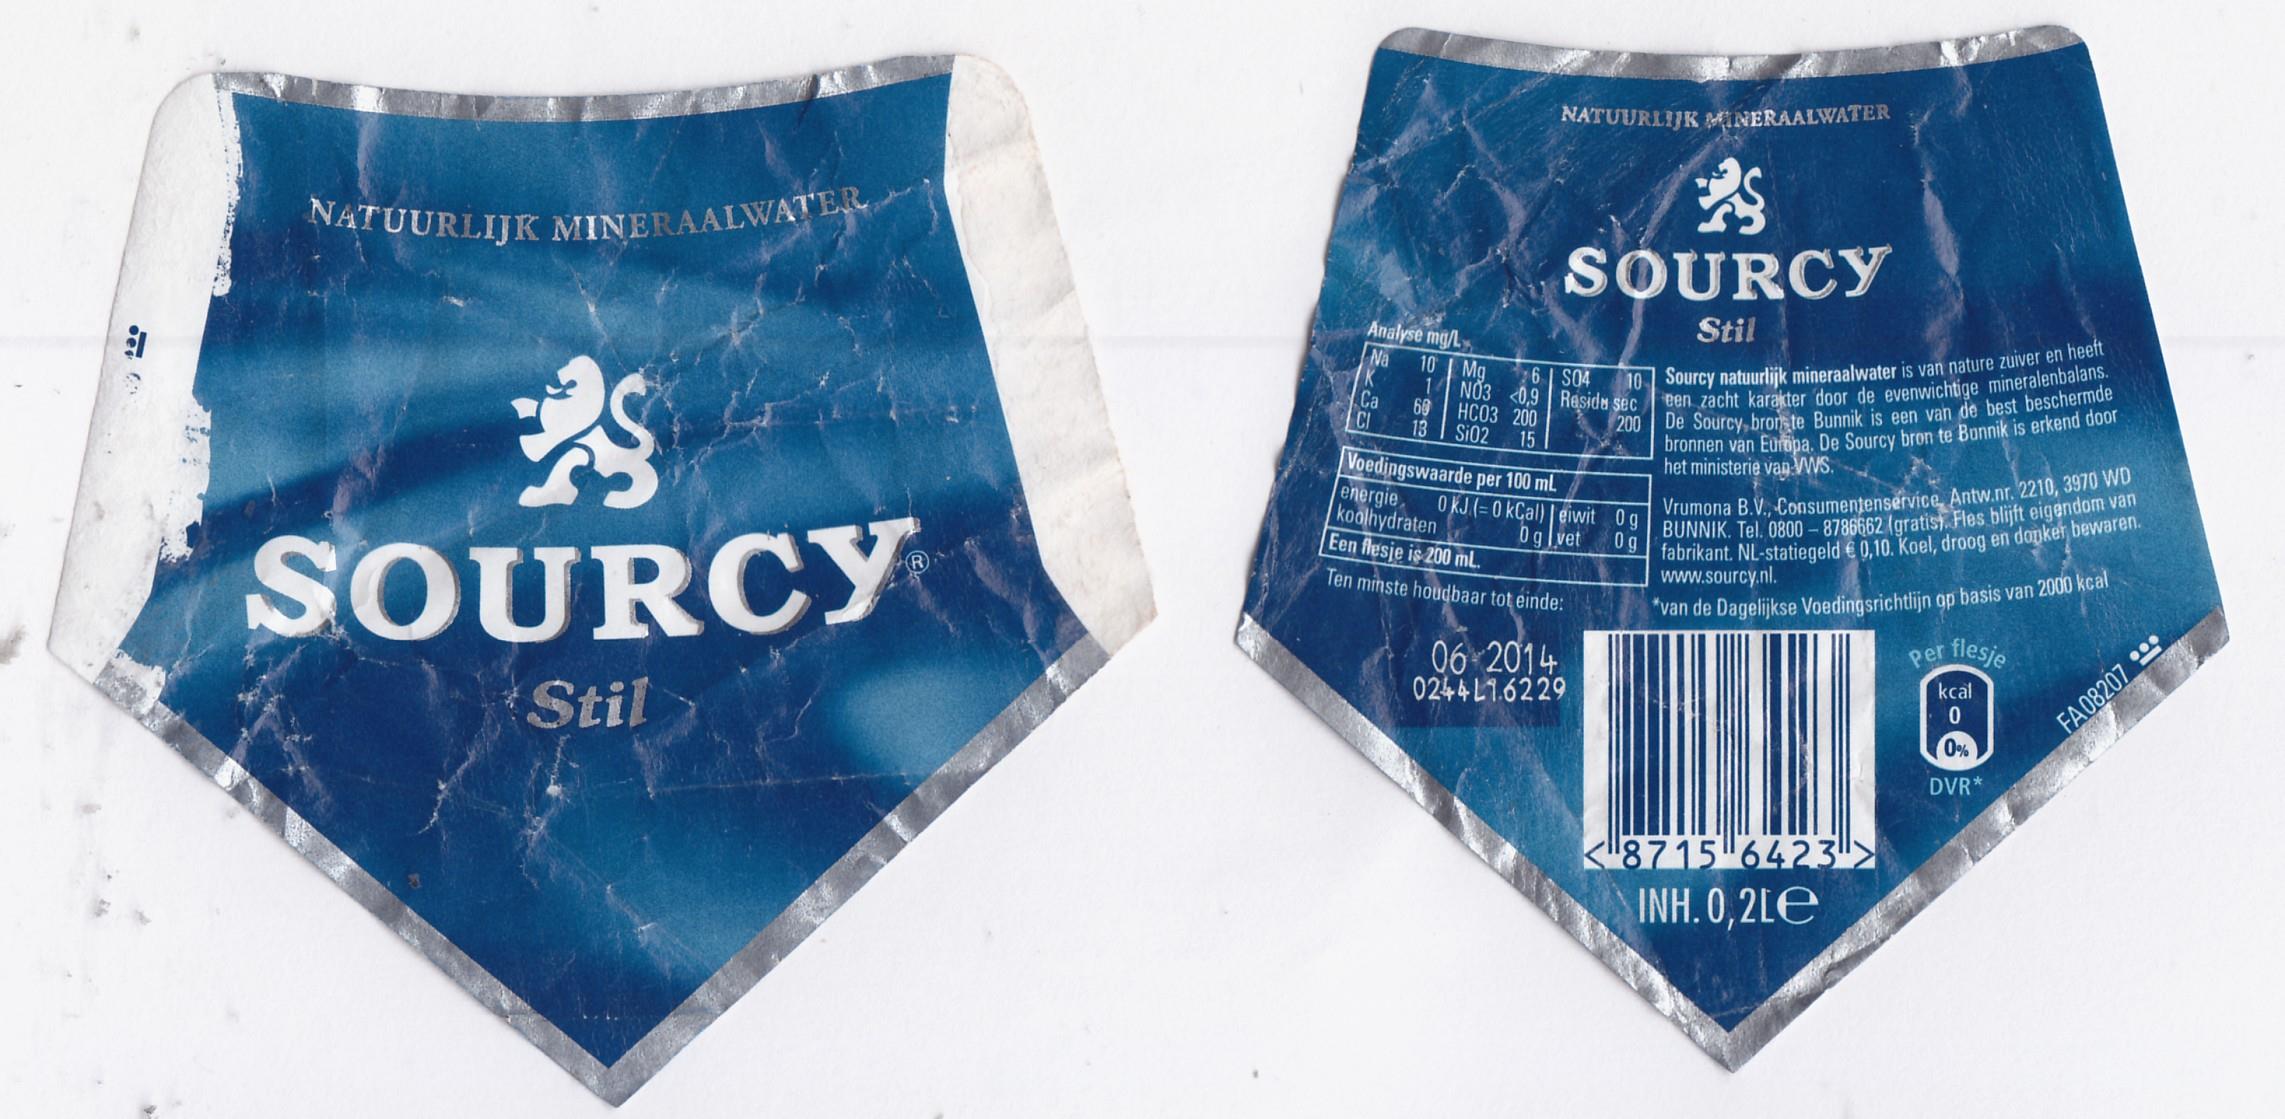 NATUURLIJK MINERAALWATER
SOURCY®
Stil
NATUURLIJK MINERAALWATER
SOURCY
Stil
Analyse mg/L
Na 10 Mg 6 SO4 10
K 1 NO3 <0,9 Residu sec
Ca 60 HCO3 200 200
Cl 13 SiO2 15
Voedingswaarde per 100 mL
energie 0 kJ (= 0 kCal) eiwit 0 g
koolhydraten 0 g vet 0 g
Een flesje is 200 mL.
Ten minste houdbaar tot einde:
06 2014
0244L16229
Sourcy natuurlijk mineraalwater is van nature zuiver en heeft
een zacht karakter door de evenwichtige mineralenbalans.
De Sourcy bron te Bunnik is een van de best beschermde
bronnen van Europa. De Sourcy bron te Bunnik is erkend door
het ministerie van VWS.
Vrumona B.V., Consumentenservice, Antw.nr. 2210, 3970 WD
BUNNIK. Tel. 0800 – 8786662 (gratis). Fles blijft eigendom van
fabrikant. NL-statiegeld € 0,10. Koel, droog en donker bewaren.
www.sourcy.nl.
*van de Dagelijkse Voedingsrichtlijn op basis van 2000 kcal
<8715 6423>
INH. 0,2L℮
Per flesje
kcal
0
0%
DVR*
FA08207